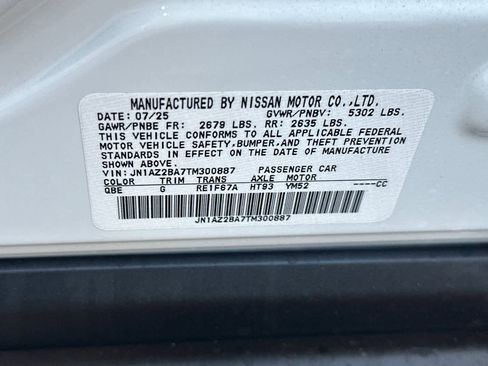 MANUFACTURED BY NISSAN MOTOR CO.,LTD.
DATE: 07/25 GVWR/PNBV: 5302 LBS.
GAWR/PNBE FR: 2679 LBS. RR: 2635 LBS.
THIS VEHICLE CONFORMS TO ALL APPLICABLE FEDERAL
MOTOR VEHICLE SAFETY,BUMPER,AND THEFT PREVENTION
STANDARDS IN EFFECT ON THE DATE OF MANUFACTURE
SHOWN ABOVE.
VIN: JN1AZ2BA7TM300887 PASSENGER CAR
COLOR TRIM TRANS AXLE MOTOR
QBE G RE1F67A HT93 YM52 ----CC
JN1AZ2BA7TM300887